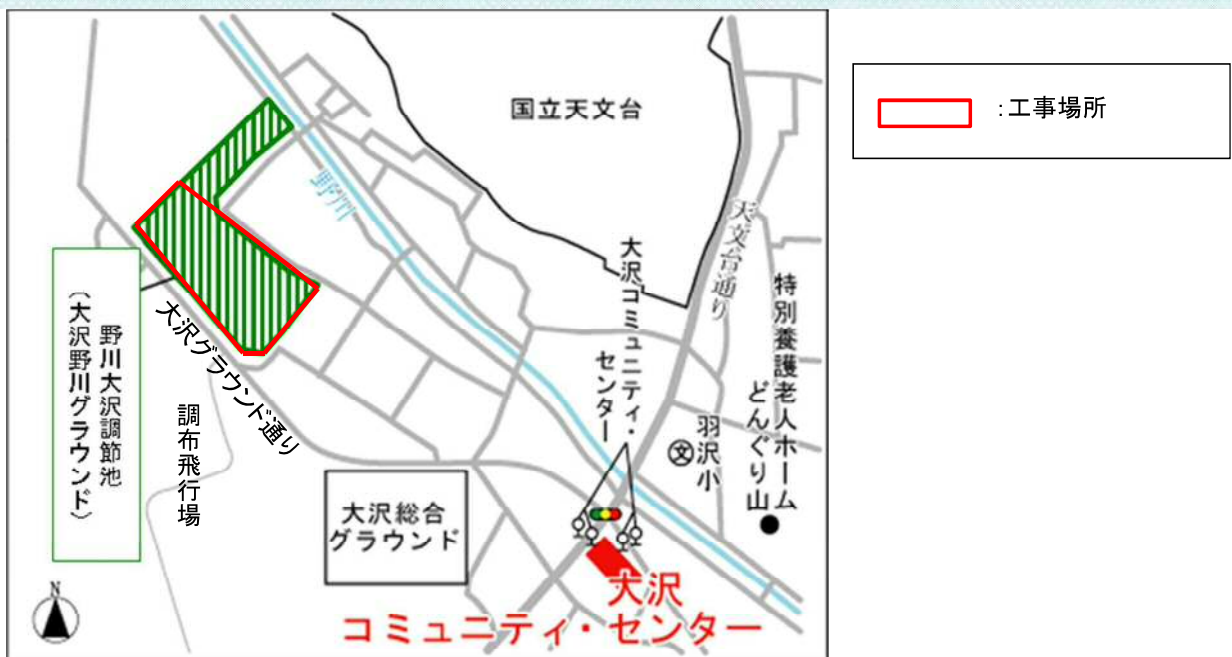 国立天文台
:工事場所
野川
天文台通り
大沢コミュニティ・
センター
特別養護老人ホーム
どんぐり山
羽沢小
文
野川大沢調節池
(大沢野川グラウンド)
大沢グラウンド通り
調布飛行場
大沢総合
グラウンド
大沢
コミュニティ・センター
N